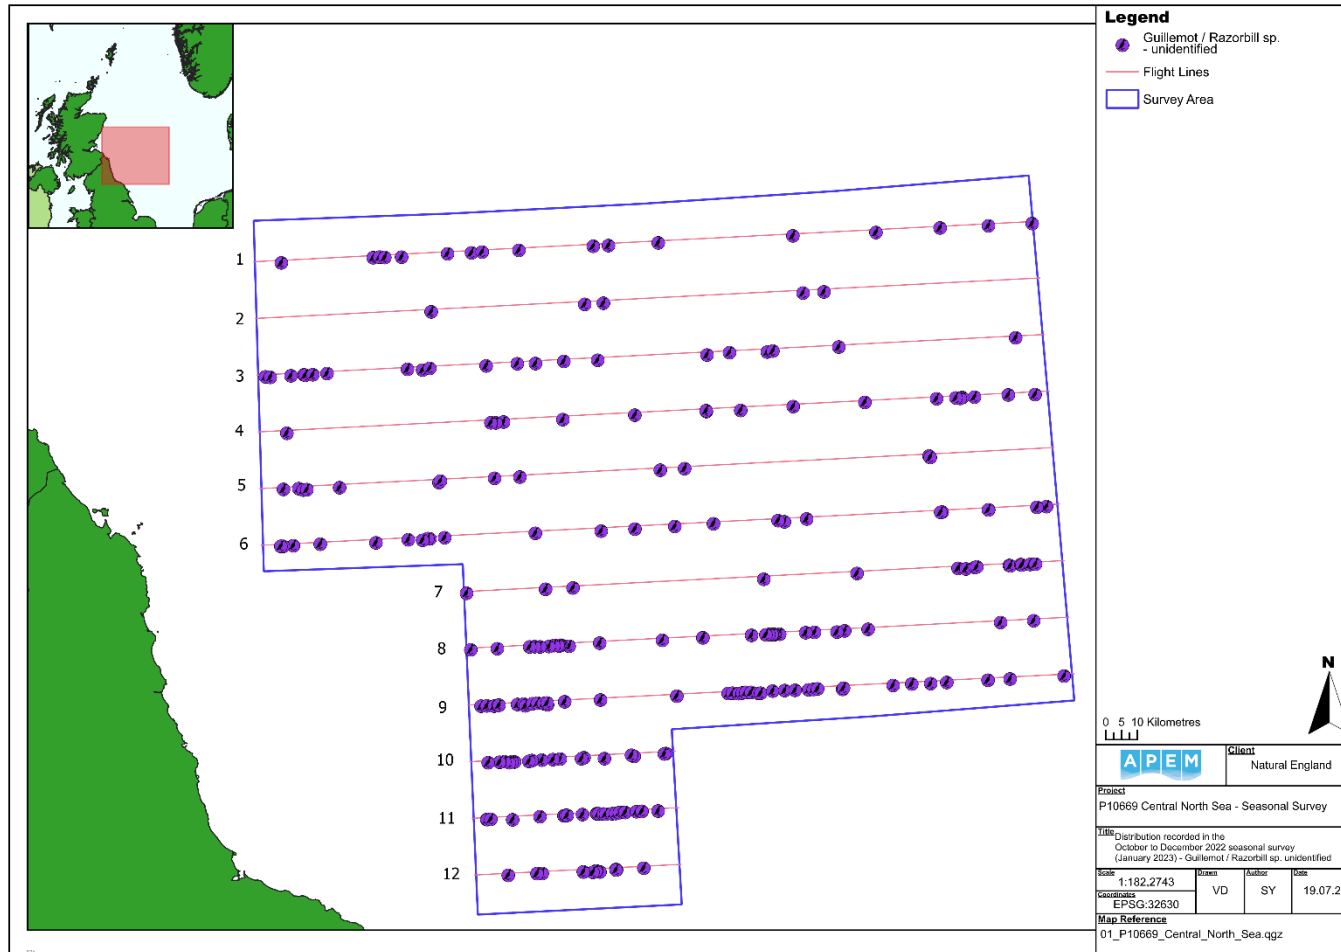 Legend
Guillemot / Razorbill sp.
- unidentified
Flight Lines
Survey Area
1
2
3
4
5
6
7
8
9
10
11
12
N
0 5 10 Kilometres
APEM
Client
Natural England
Project
P10669 Central North Sea - Seasonal Survey
Title
Distribution recorded in the
October to December 2022 seasonal survey
(January 2023) - Guillemot / Razorbill sp. unidentified
Scale
1:182,2743
Drawn
VD
Author
SY
Date
19.07.2
Coordinates
EPSG:32630
Map Reference
01_P10669_Central_North_Sea.qgz